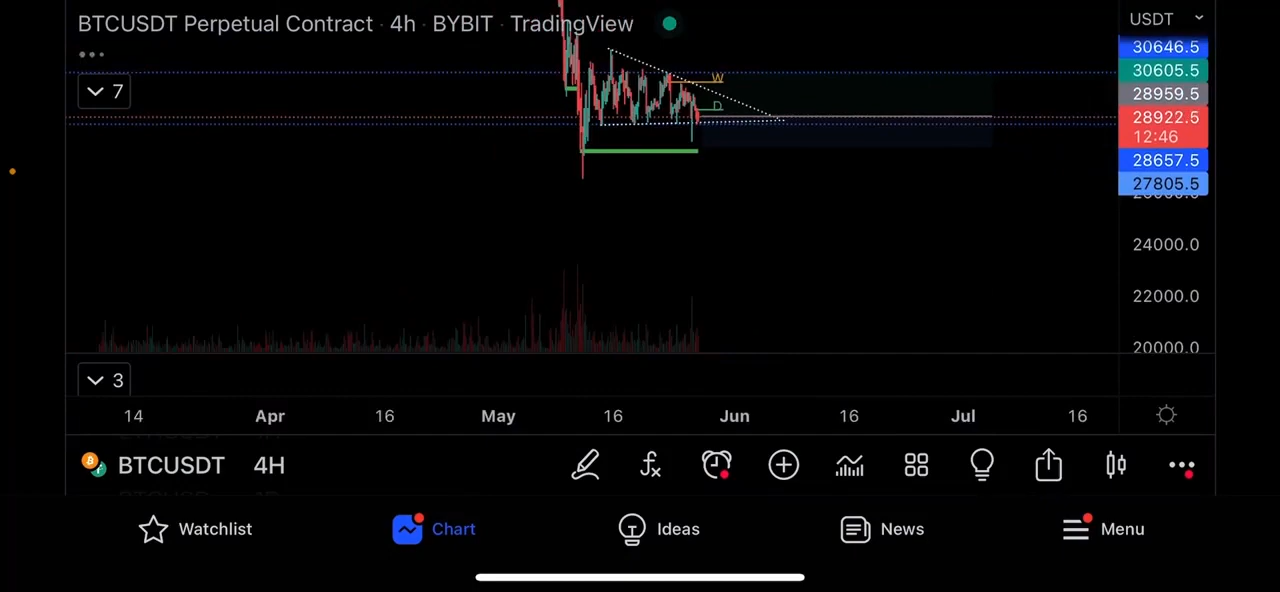 BTCUSDT Perpetual Contract · 4h · BYBIT · TradingView
USDT
30646.5
30605.5
28959.5
28922.5
12:46
28657.5
27805.5
24000.0
22000.0
20000.0
7
W
D
3
14 Apr 16 May 16 Jun 16 Jul 16
BTCUSDT 4H
Watchlist Chart Ideas News Menu